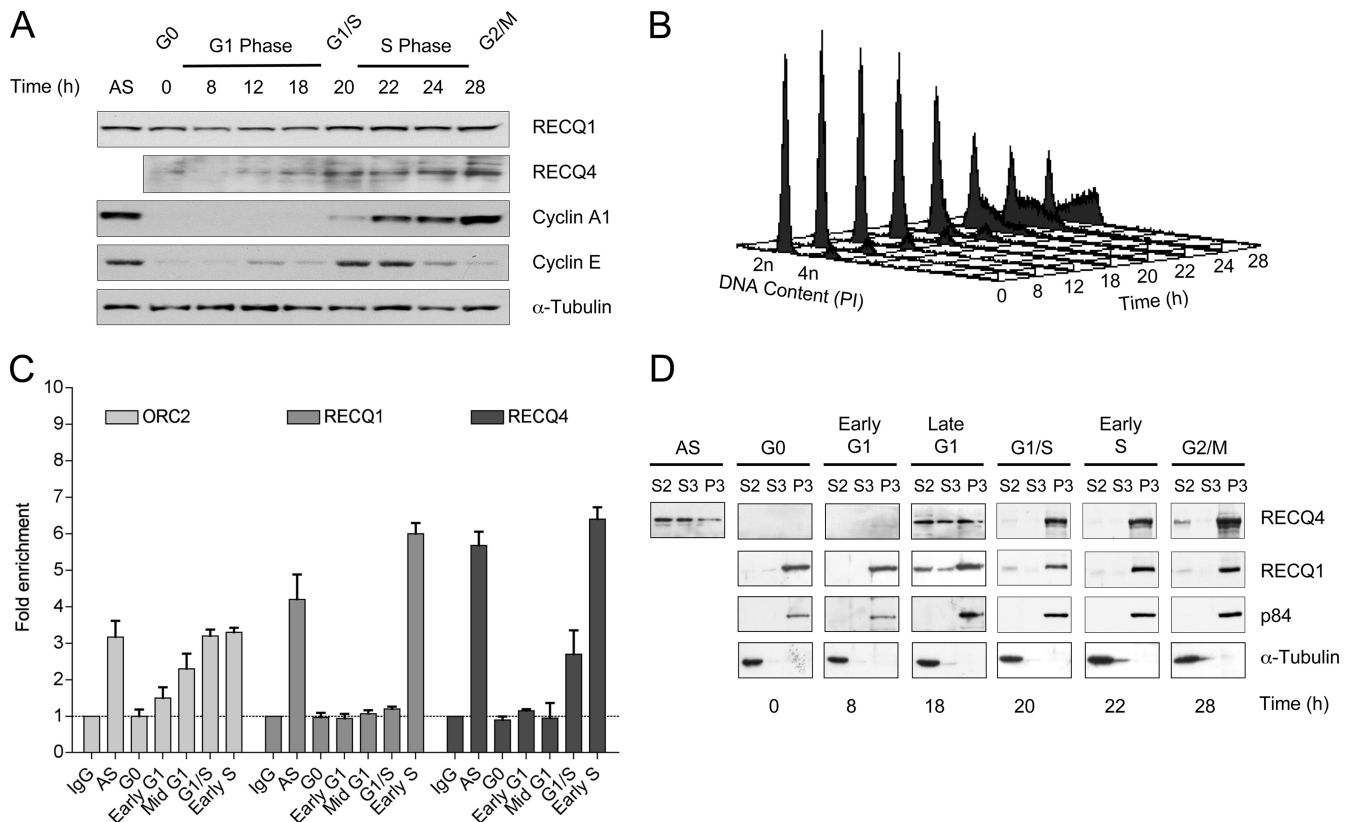 A
G0
G1 Phase
G1/S
S Phase
G2/M
Time (h) AS 0 8 12 18 20 22 24 28
RECQ1
RECQ4
Cyclin A1
Cyclin E
α-Tubulin
B
2n
4n
DNA Content (PI)
0 8 12 18 20 22 24 28
Time (h)
C
Fold enrichment
10
9
8
7
6
5
4
3
2
1
0
ORC2 RECQ1 RECQ4
IgG AS G0 Early G1 Mid G1 G1/S Early S IgG AS G0 Early G1 Mid G1 G1/S Early S IgG AS G0 Early G1 Mid G1 G1/S Early S
D
AS G0 Early G1 Late G1 G1/S Early S G2/M
S2 S3 P3 S2 S3 P3 S2 S3 P3 S2 S3 P3 S2 S3 P3 S2 S3 P3 S2 S3 P3
RECQ4
RECQ1
p84
α-Tubulin
0 8 18 20 22 28 Time (h)